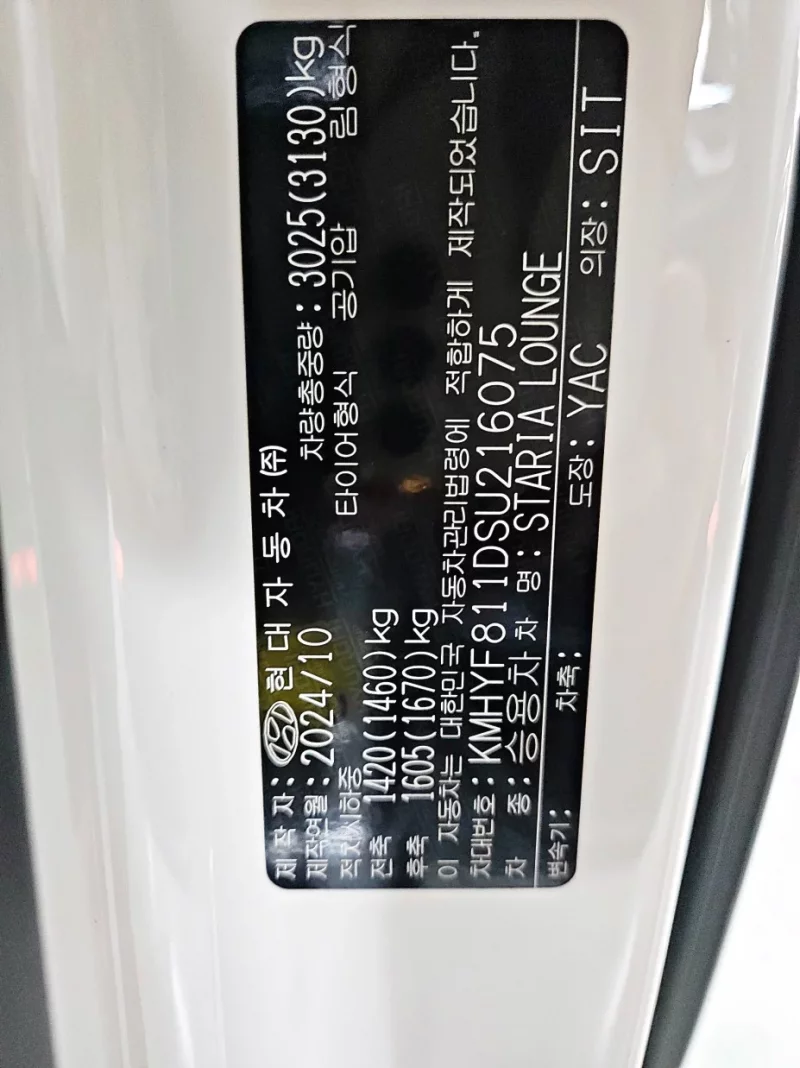 제 작 자 : 현 대 자 동 차 (주)
제작연월 : 2024/10 차량총중량 : 3025(3130)kg
적차시하중 타이어형식 공기압 림형식
전축 1420(1460)kg
후축 1605(1670)kg
이 자동차는 대한민국 자동차관리법령에 적합하게 제작되었습니다.
차대번호 : KMHYF811DSU216075
차 종 : 승용차 차 명 : STARIA LOUNGE
변속기 : 차축 : 도장 : YAC 의장 : SIT